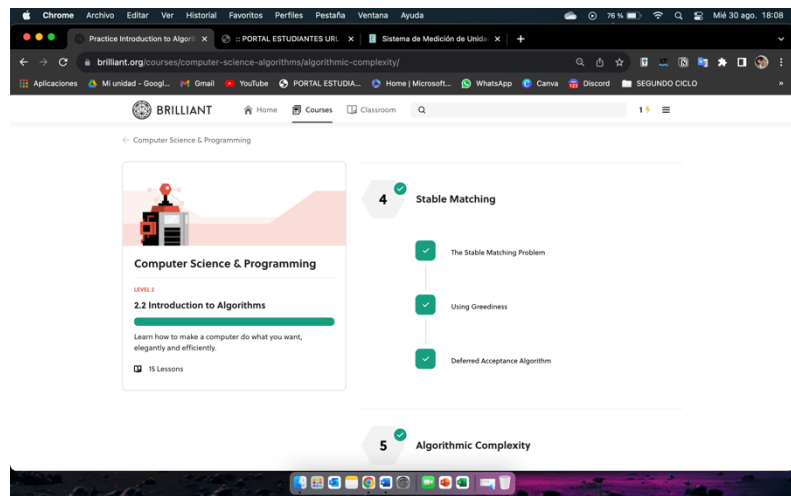 Chrome Archivo Editar Ver Historial Favoritos Perfiles Pestaña Ventana Ayuda 76 % Mié 30 ago. 18:08
Practice Introduction to Algori :: PORTAL ESTUDIANTES URL Sistema de Medición de Unida
brilliant.org/courses/computer-science-algorithms/algorithmic-complexity/
Aplicaciones Mi unidad - Googl... Gmail YouTube PORTAL ESTUDIA... Home | Microsoft... WhatsApp Canva Discord SEGUNDO CICLO »
BRILLIANT Home Courses Classroom 1
← Computer Science & Programming
4 Stable Matching
The Stable Matching Problem
Using Greediness
Deferred Acceptance Algorithm
Computer Science & Programming
LEVEL 2
2.2 Introduction to Algorithms
Learn how to make a computer do what you want,
elegantly and efficiently.
15 Lessons
5 Algorithmic Complexity